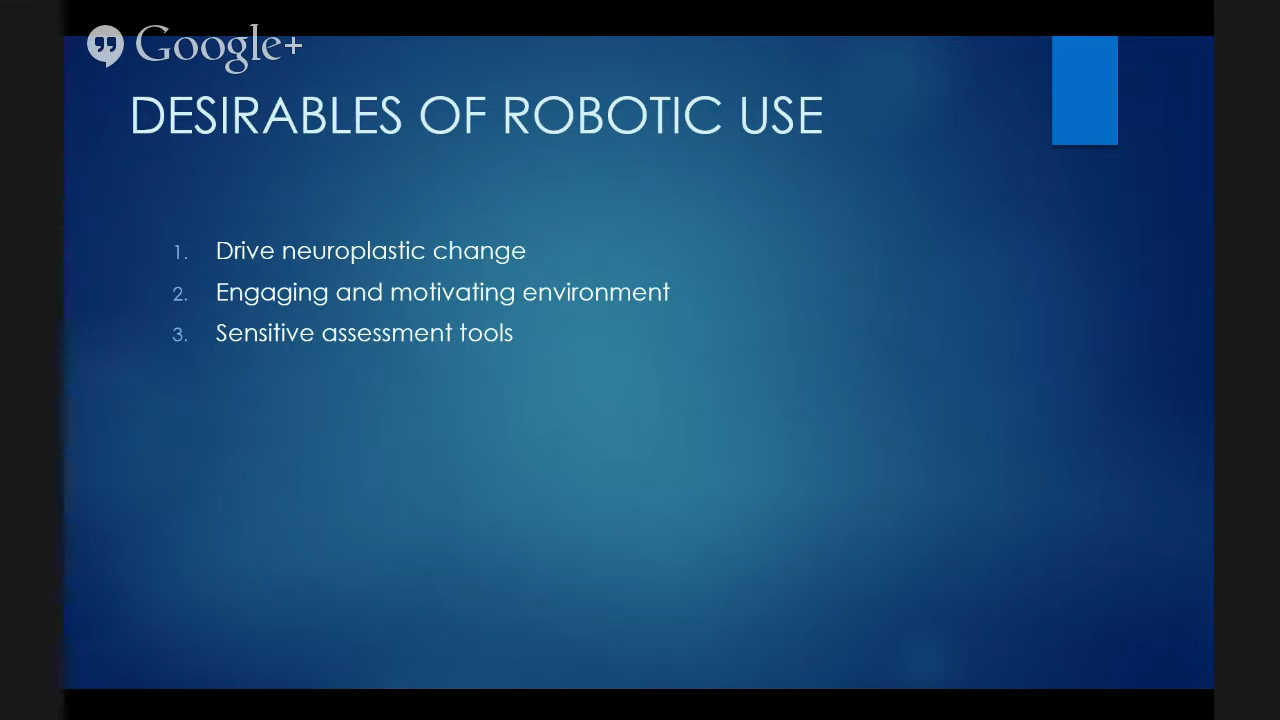 Google+
DESIRABLES OF ROBOTIC USE
1. Drive neuroplastic change
2. Engaging and motivating environment
3. Sensitive assessment tools